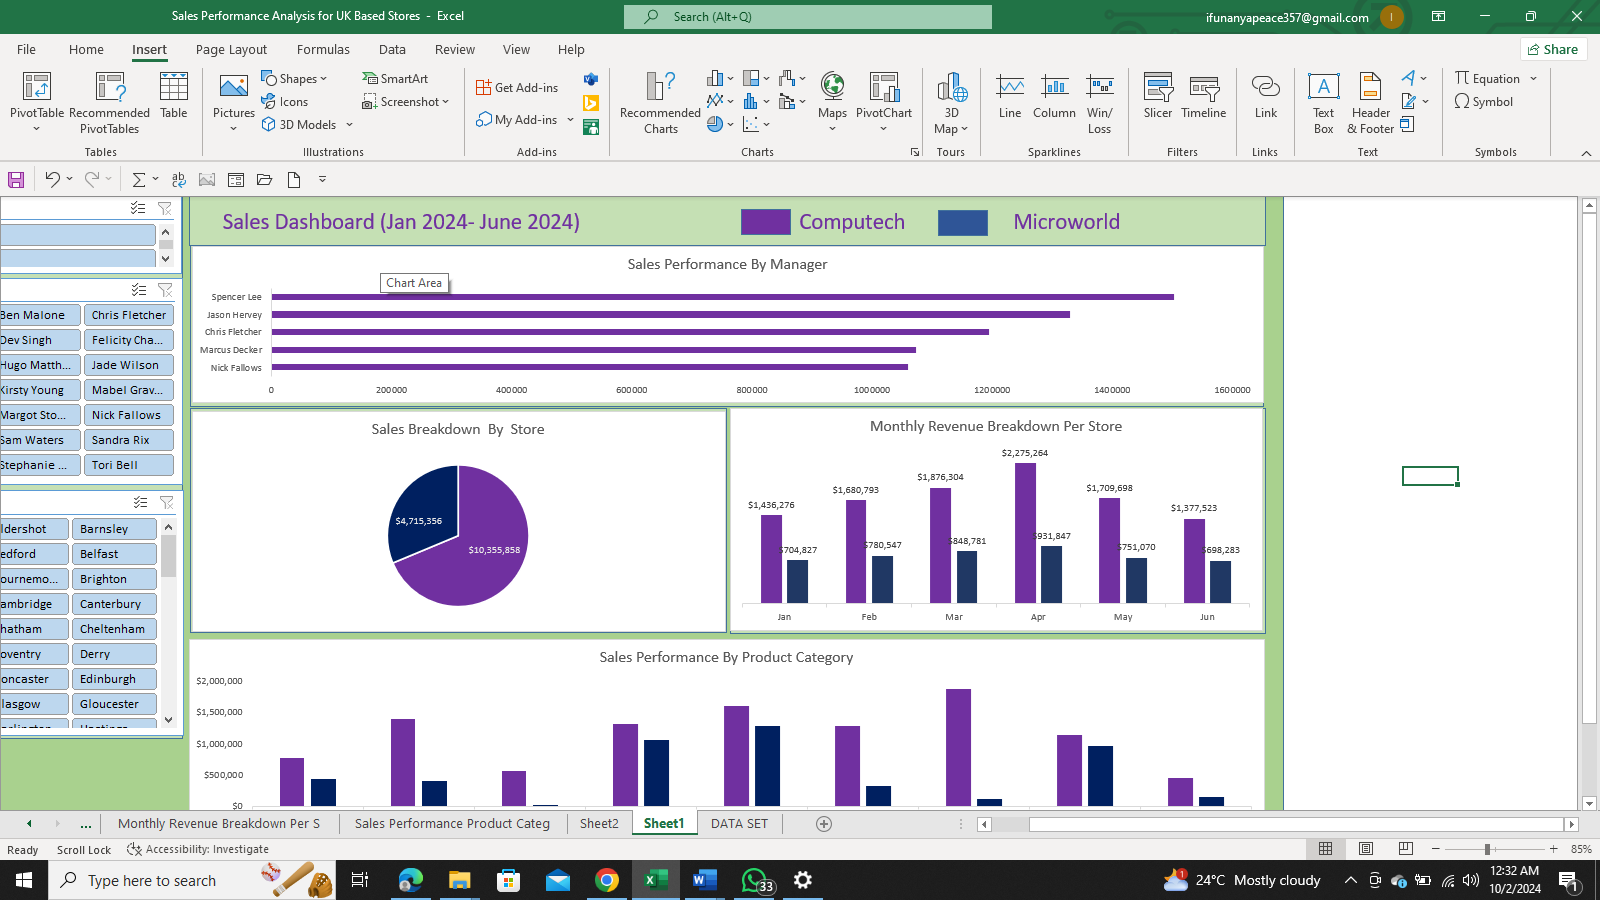 Sales Performance Analysis for UK Based Stores - Excel
Search (Alt+Q)
ifunanyapeace357@gmail.com
I
File Home Insert Page Layout Formulas Data Review View Help
Share
PivotTable
Recommended PivotTables
Table
Tables
Pictures
Shapes
Icons
3D Models
SmartArt
Screenshot
Illustrations
Get Add-ins
My Add-ins
Add-ins
Recommended Charts
Maps
PivotChart
Charts
3D Map
Tours
Line
Column
Win/Loss
Sparklines
Slicer
Timeline
Filters
Link
Links
Text Box
Header & Footer
Text
Equation
Symbol
Symbols
Sales Dashboard (Jan 2024- June 2024)
Computech
Microworld
Ben Malone Chris Fletcher
Dev Singh Felicity Cha...
Hugo Matth... Jade Wilson
Kirsty Young Mabel Grav...
Margot Sto... Nick Fallows
Sam Waters Sandra Rix
Stephanie ... Tori Bell
ldershot Barnsley
edford Belfast
ournemo... Brighton
ambridge Canterbury
hatham Cheltenham
oventry Derry
oncaster Edinburgh
lasgow Gloucester
Sales Performance By Manager
Chart Area
Spencer Lee
Jason Hervey
Chris Fletcher
Marcus Decker
Nick Fallows
0 200000 400000 600000 800000 1000000 1200000 1400000 1600000
Sales Breakdown By Store
$4,715,356
$10,355,858
Monthly Revenue Breakdown Per Store
$1,436,276 $1,680,793 $1,876,304 $2,275,264 $1,709,698 $1,377,523
$704,827 $780,547 $848,781 $931,847 $751,070 $698,283
Jan Feb Mar Apr May Jun
Sales Performance By Product Category
$2,000,000
$1,500,000
$1,000,000
$500,000
$0
... Monthly Revenue Breakdown Per S Sales Performance Product Categ Sheet2 Sheet1 DATA SET
Ready Scroll Lock Accessibility: Investigate
85%
Type here to search
33
1
24°C Mostly cloudy
12:32 AM
10/2/2024
1